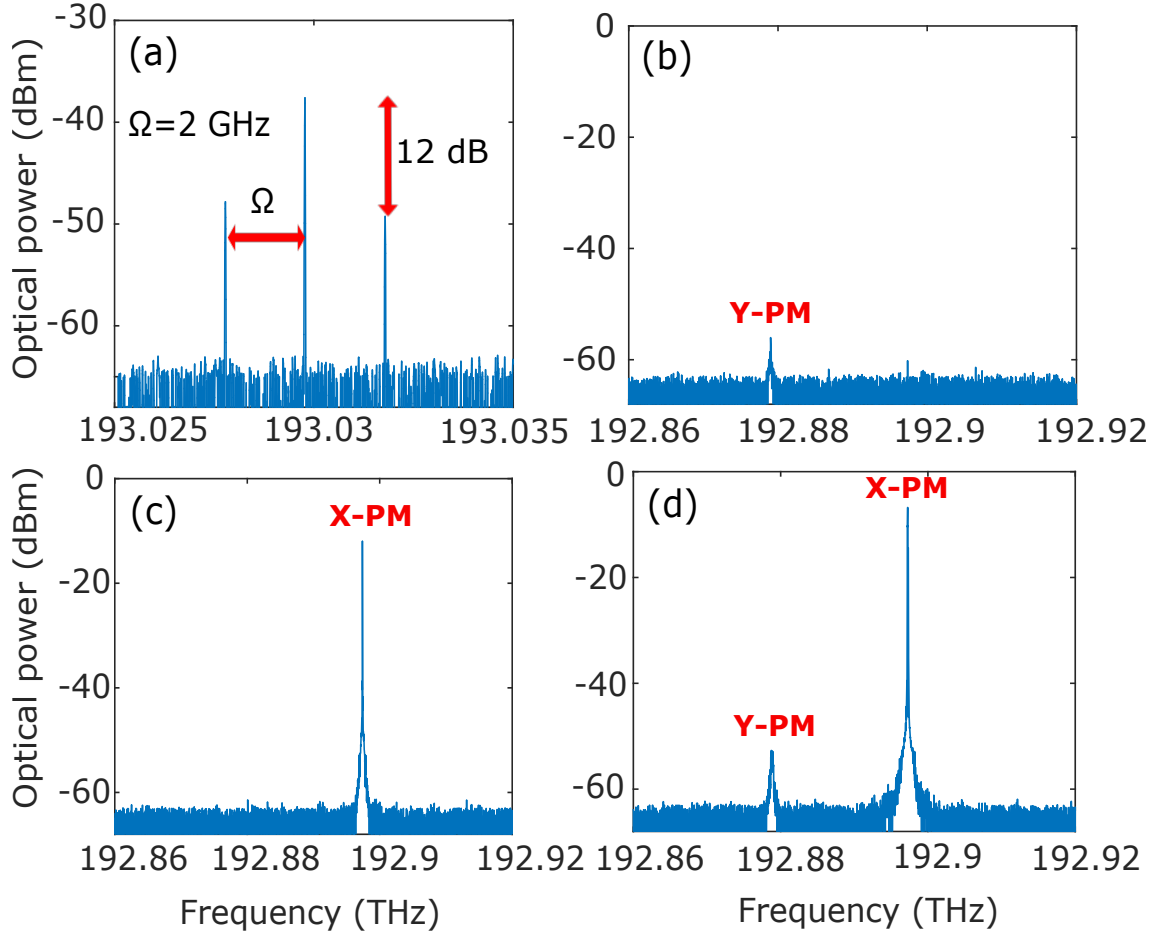 (a)
Ω=2 GHz
Ω
12 dB
-30
-40
-50
-60
Optical power (dBm)
193.025
193.03
193.035
(b)
Y-PM
0
-20
-40
-60
192.86
192.88
192.9
192.92
(c)
X-PM
0
-20
-40
-60
Optical power (dBm)
192.86
192.88
192.9
192.92
Frequency (THz)
(d)
X-PM
Y-PM
0
-20
-40
-60
192.86
192.88
192.9
192.92
Frequency (THz)